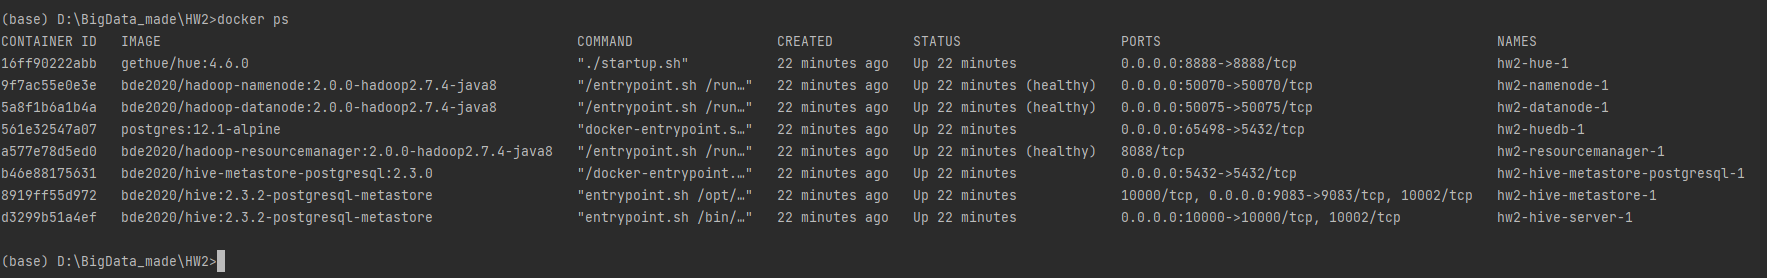 (base) D:\BigData_made\HW2>docker ps
CONTAINER ID   IMAGE                                                    COMMAND                  CREATED          STATUS                    PORTS                                          NAMES
16ff90222abb   gethue/hue:4.6.0                                         "./startup.sh"           22 minutes ago   Up 22 minutes             0.0.0.0:8888->8888/tcp                         hw2-hue-1
9f7ac55e0e3e   bde2020/hadoop-namenode:2.0.0-hadoop2.7.4-java8          "/entrypoint.sh /run…"   22 minutes ago   Up 22 minutes (healthy)   0.0.0.0:50070->50070/tcp                       hw2-namenode-1
5a8f1b6a1b4a   bde2020/hadoop-datanode:2.0.0-hadoop2.7.4-java8          "/entrypoint.sh /run…"   22 minutes ago   Up 22 minutes (healthy)   0.0.0.0:50075->50075/tcp                       hw2-datanode-1
561e32547a07   postgres:12.1-alpine                                     "docker-entrypoint.s…"   22 minutes ago   Up 22 minutes             0.0.0.0:65498->5432/tcp                        hw2-huedb-1
a577e78d5ed0   bde2020/hadoop-resourcemanager:2.0.0-hadoop2.7.4-java8   "/entrypoint.sh /run…"   22 minutes ago   Up 22 minutes (healthy)   8088/tcp                                       hw2-resourcemanager-1
b46e88175631   bde2020/hive-metastore-postgresql:2.3.0                  "/docker-entrypoint.…"   22 minutes ago   Up 22 minutes             0.0.0.0:5432->5432/tcp                         hw2-hive-metastore-postgresql-1
8919ff55d972   bde2020/hive:2.3.2-postgresql-metastore                  "entrypoint.sh /opt/…"   22 minutes ago   Up 22 minutes             10000/tcp, 0.0.0.0:9083->9083/tcp, 10002/tcp   hw2-hive-metastore-1
d3299b51a4ef   bde2020/hive:2.3.2-postgresql-metastore                  "entrypoint.sh /bin/…"   22 minutes ago   Up 22 minutes             0.0.0.0:10000->10000/tcp, 10002/tcp            hw2-hive-server-1
(base) D:\BigData_made\HW2>